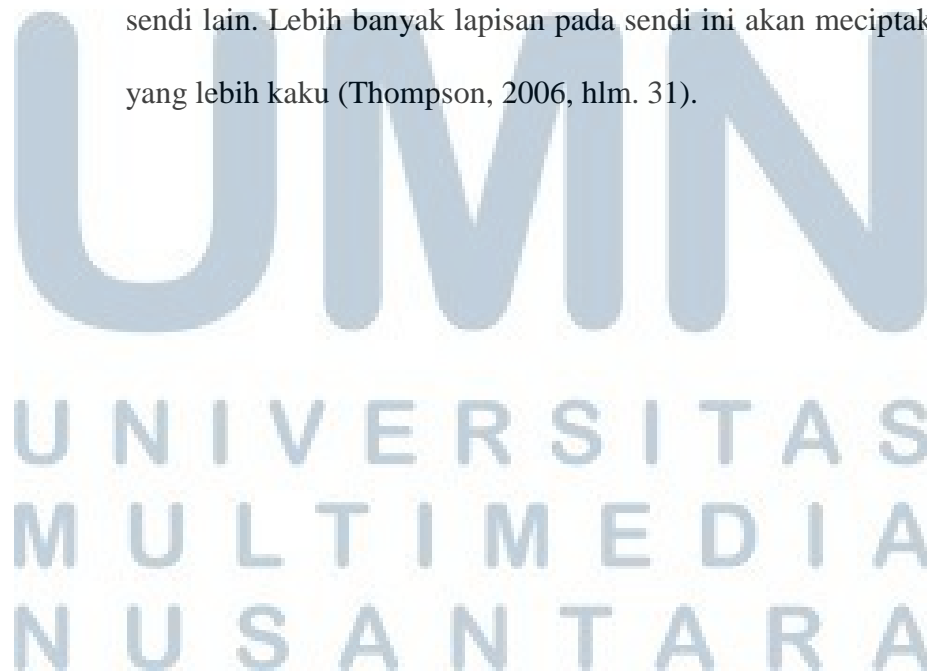 sendi lain. Lebih banyak lapisan pada sendi ini akan meciptak
yang lebih kaku (Thompson, 2006, hlm. 31).
UMN
UNIVERSITAS
MULTIMEDIA
NUSANTARA